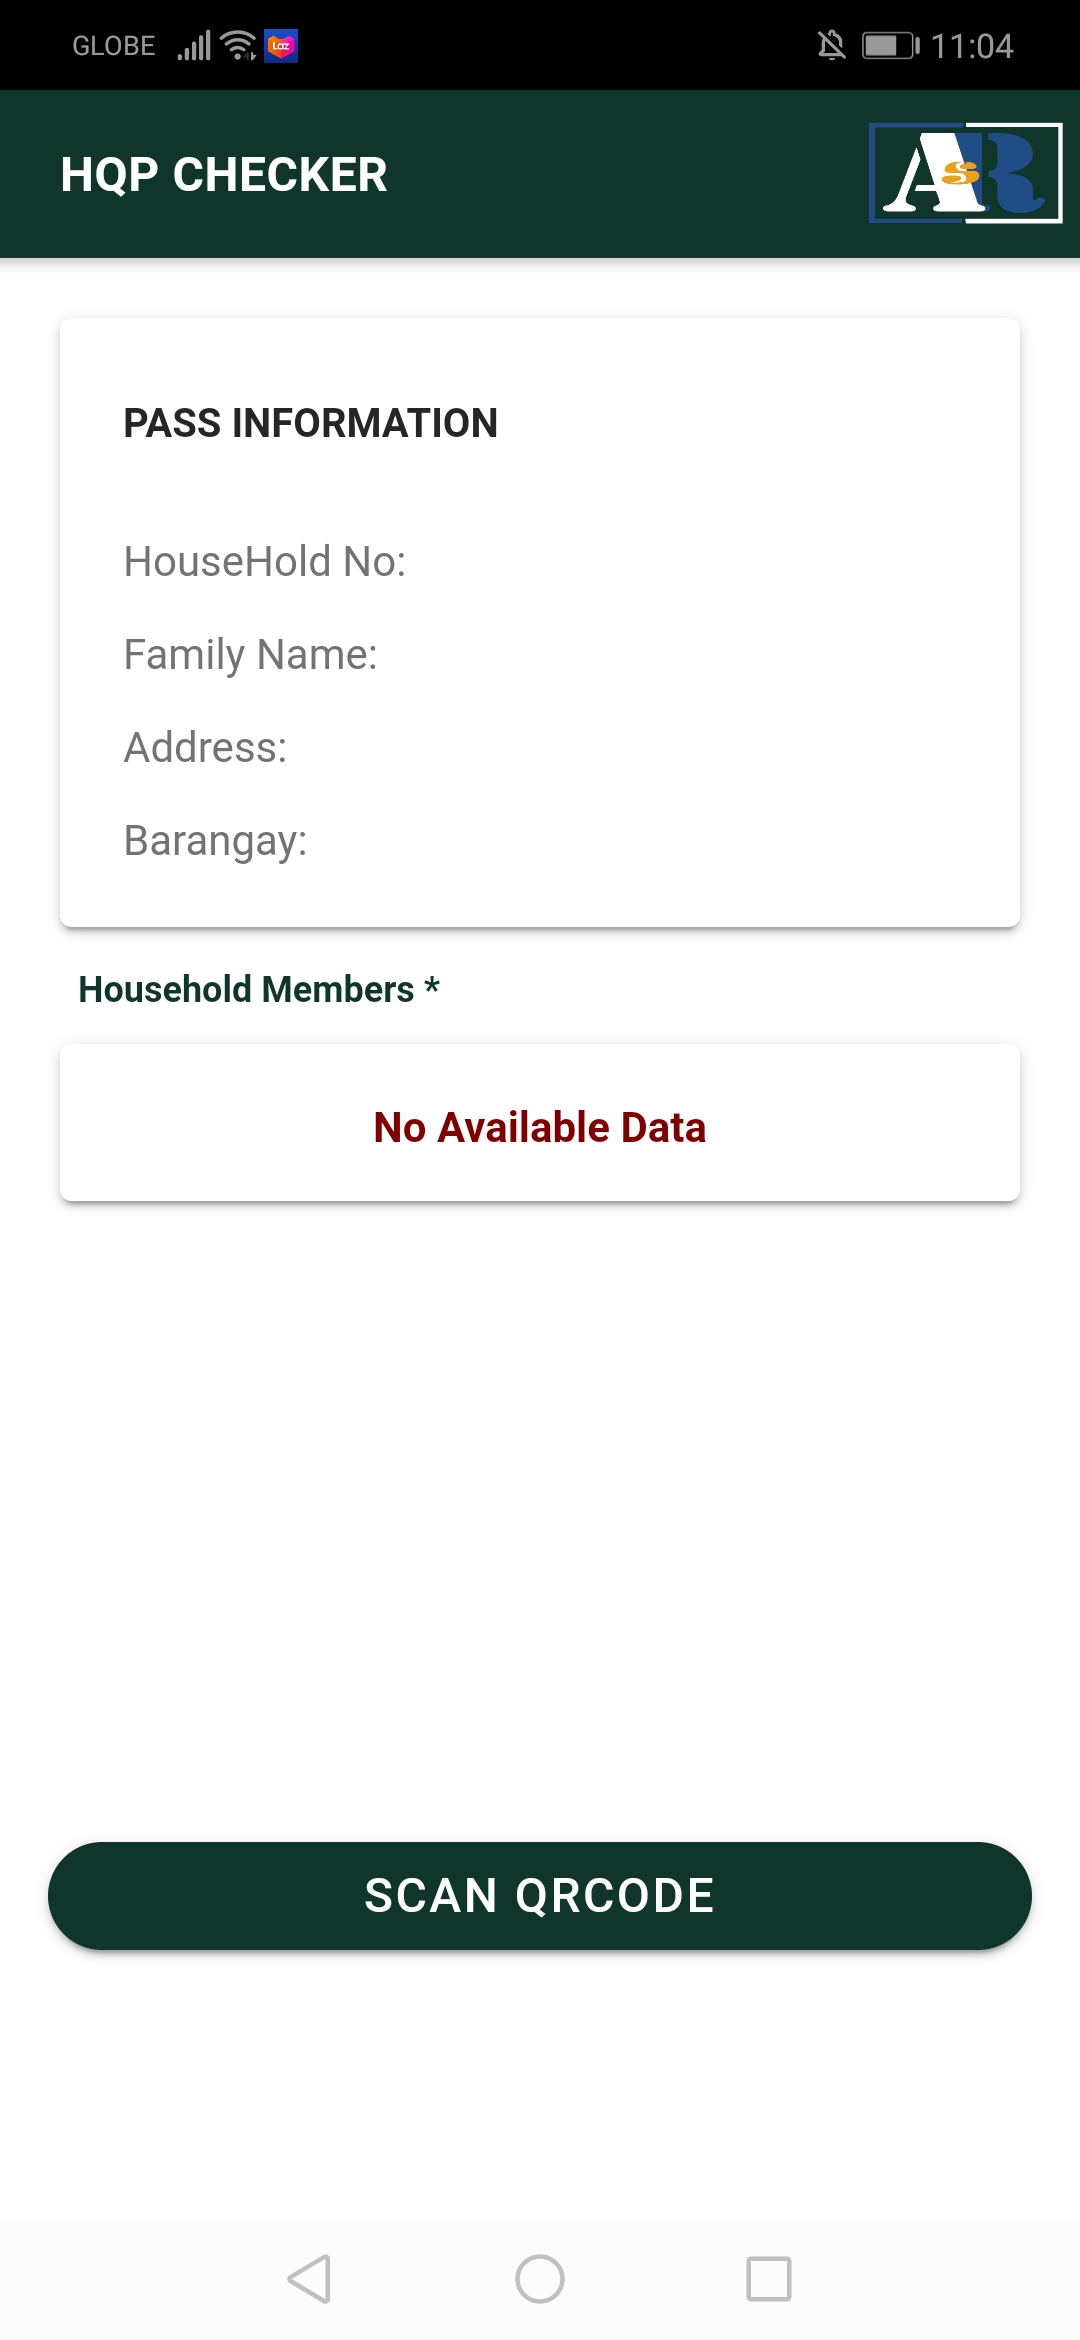 GLOBE Laz 11:04
HQP CHECKER
AsR
PASS INFORMATION
HouseHold No:
Family Name:
Address:
Barangay:
Household Members *
No Available Data
SCAN QRCODE